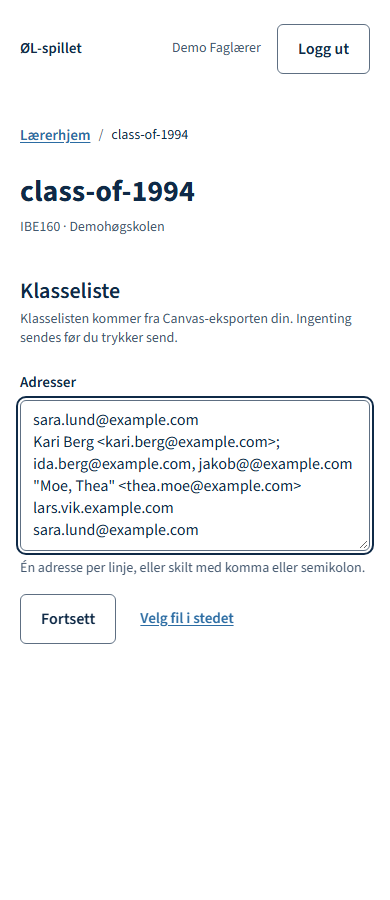 ØL-spillet
Demo Faglærer
Logg ut
Lærerhjem / class-of-1994
class-of-1994
IBE160 · Demohøgskolen
Klasseliste
Klasselisten kommer fra Canvas-eksporten din. Ingenting
sendes før du trykker send.
Adresser
sara.lund@example.com
Kari Berg <kari.berg@example.com>;
ida.berg@example.com, jakob@@example.com
"Moe, Thea" <thea.moe@example.com>
lars.vik.example.com
sara.lund@example.com
Én adresse per linje, eller skilt med komma eller semikolon.
Fortsett
Velg fil i stedet